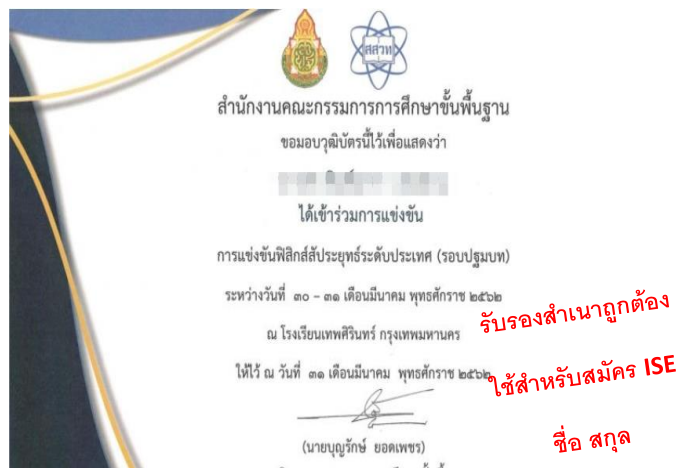 สสวท
สำนักงานคณะกรรมการการศึกษาขั้นพื้นฐาน
ขอมอบวุฒิบัตรนี้ไว้เพื่อแสดงว่า
ได้เข้าร่วมการแข่งขัน
การแข่งขันฟิสิกส์สัประยุทธ์ระดับประเทศ (รอบปฐมบท)
ระหว่างวันที่ ๓๐ – ๓๑ เดือนมีนาคม พุทธศักราช ๒๕๖๒
ณ โรงเรียนเทพศิรินทร์ กรุงเทพมหานคร
ให้ไว้ ณ วันที่ ๓๑ เดือนมีนาคม พุทธศักราช ๒๕๖๒
(นายบุญรักษ์ ยอดเพชร)
รับรองสำเนาถูกต้อง
ใช้สำหรับสมัคร ISE
ชื่อ สกุล